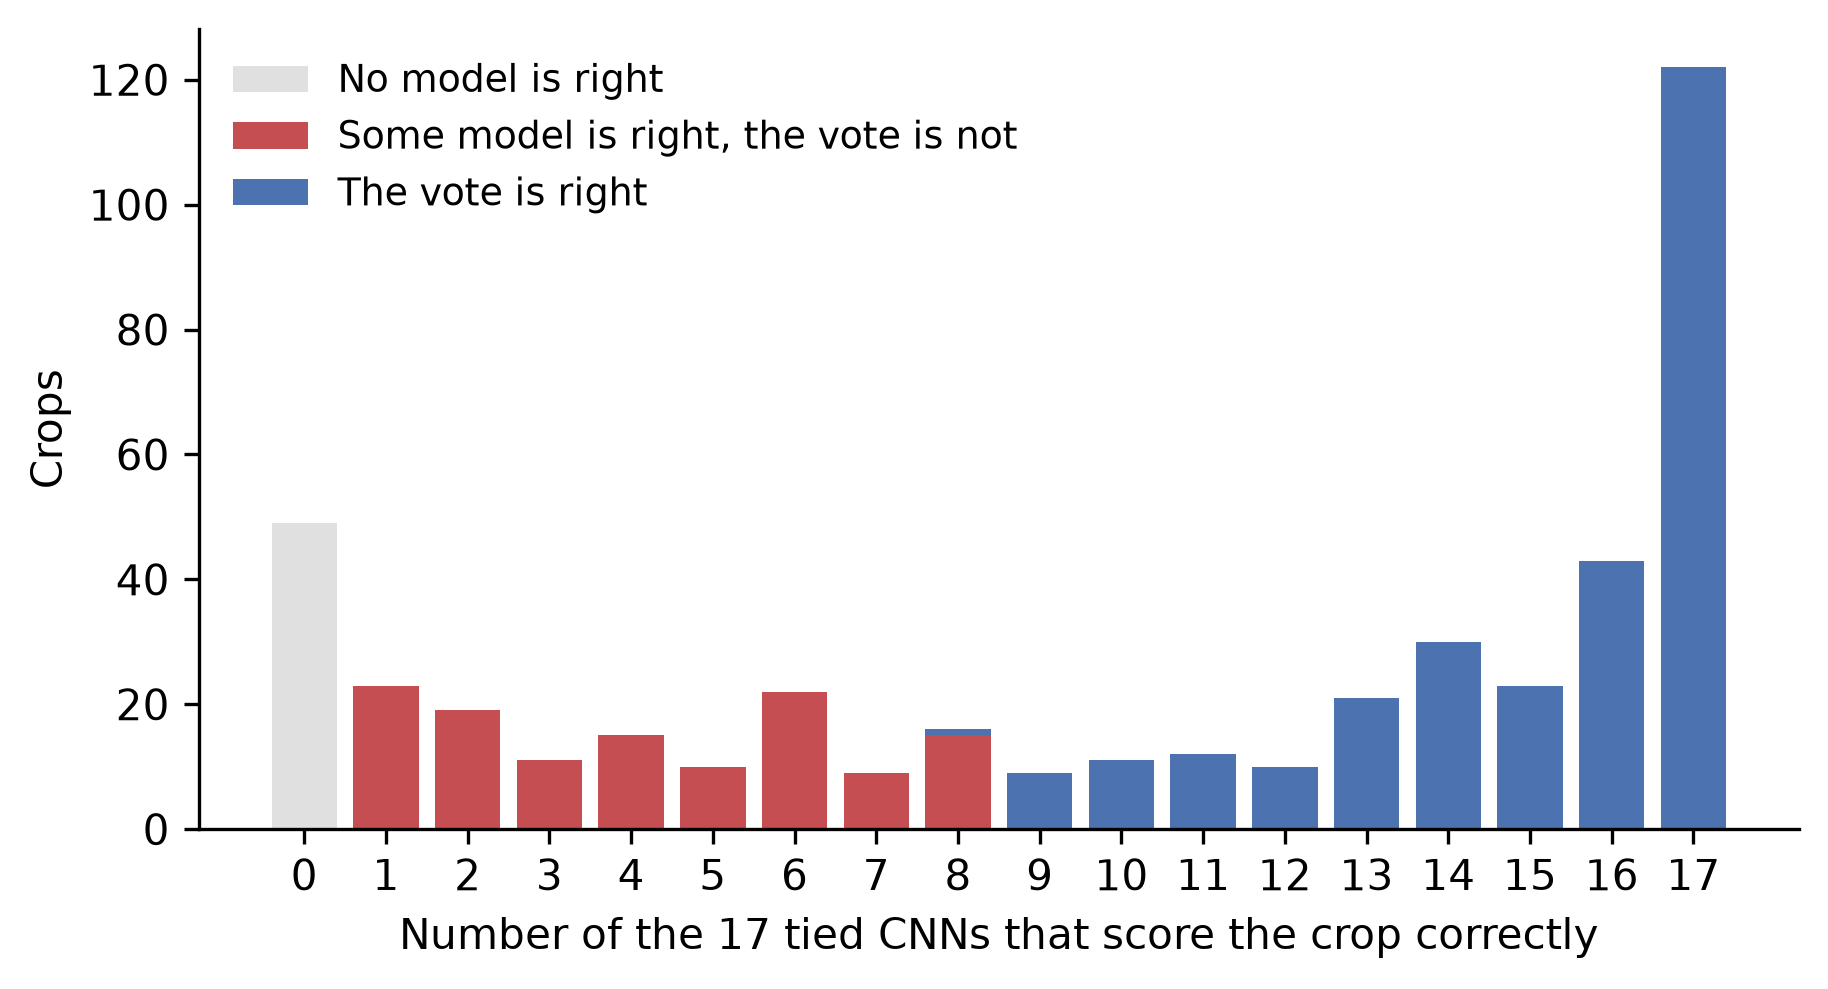 No model is right
Some model is right, the vote is not
The vote is right
120
100
80
60
40
20
0
Crops
0 1 2 3 4 5 6 7 8 9 10 11 12 13 14 15 16 17
Number of the 17 tied CNNs that score the crop correctly